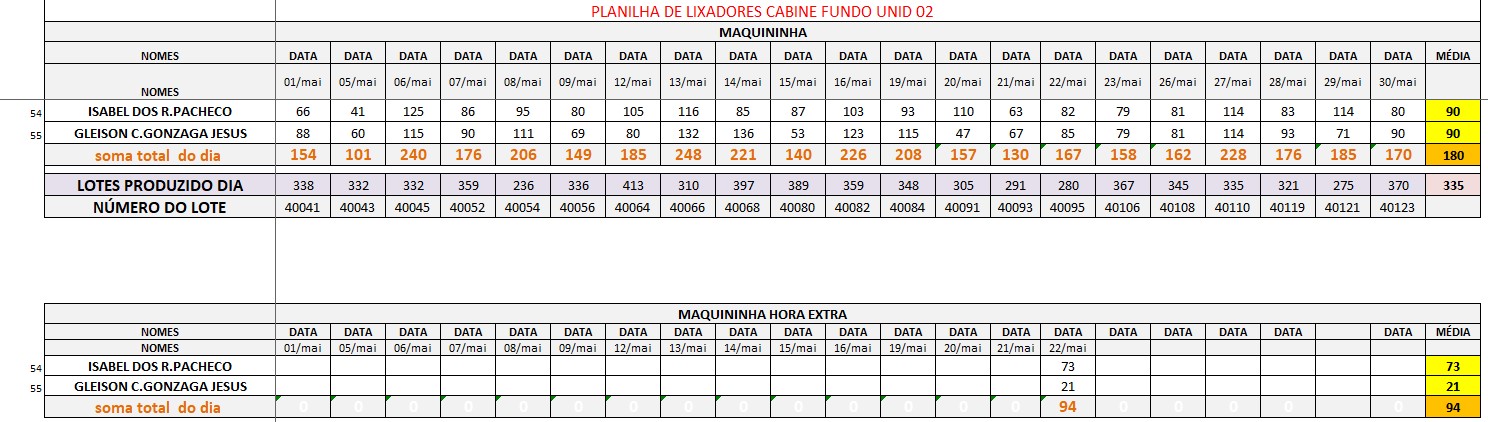 PLANILHA DE LIXADORES CABINE FUNDO UNID 02
MAQUININHA
NOMES DATA DATA DATA DATA DATA DATA DATA DATA DATA DATA DATA DATA DATA DATA DATA DATA DATA DATA DATA DATA DATA MÉDIA
NOMES 01/mai 05/mai 06/mai 07/mai 08/mai 09/mai 12/mai 13/mai 14/mai 15/mai 16/mai 19/mai 20/mai 21/mai 22/mai 23/mai 26/mai 27/mai 28/mai 29/mai 30/mai
54 ISABEL DOS R.PACHECO 66 41 125 86 95 80 105 116 85 87 103 93 110 63 82 79 81 114 83 114 80 90
55 GLEISON C.GONZAGA JESUS 88 60 115 90 111 69 80 132 136 53 123 115 47 67 85 79 81 114 93 71 90 90
soma total do dia 154 101 240 176 206 149 185 248 221 140 226 208 157 130 167 158 162 228 176 185 170 180
LOTES PRODUZIDO DIA 338 332 332 359 236 336 413 310 397 389 359 348 305 291 280 367 345 335 321 275 370 335
NÚMERO DO LOTE 40041 40043 40045 40052 40054 40056 40064 40066 40068 40080 40082 40084 40091 40093 40095 40106 40108 40110 40119 40121 40123
MAQUININHA HORA EXTRA
NOMES DATA DATA DATA DATA DATA DATA DATA DATA DATA DATA DATA DATA DATA DATA DATA DATA DATA DATA DATA DATA MÉDIA
NOMES 01/mai 05/mai 06/mai 07/mai 08/mai 09/mai 12/mai 13/mai 14/mai 15/mai 16/mai 19/mai 20/mai 21/mai 22/mai
54 ISABEL DOS R.PACHECO 73 73
55 GLEISON C.GONZAGA JESUS 21 21
soma total do dia 0 0 0 0 0 0 0 0 0 0 0 0 0 0 94 0 0 0 0 0 94